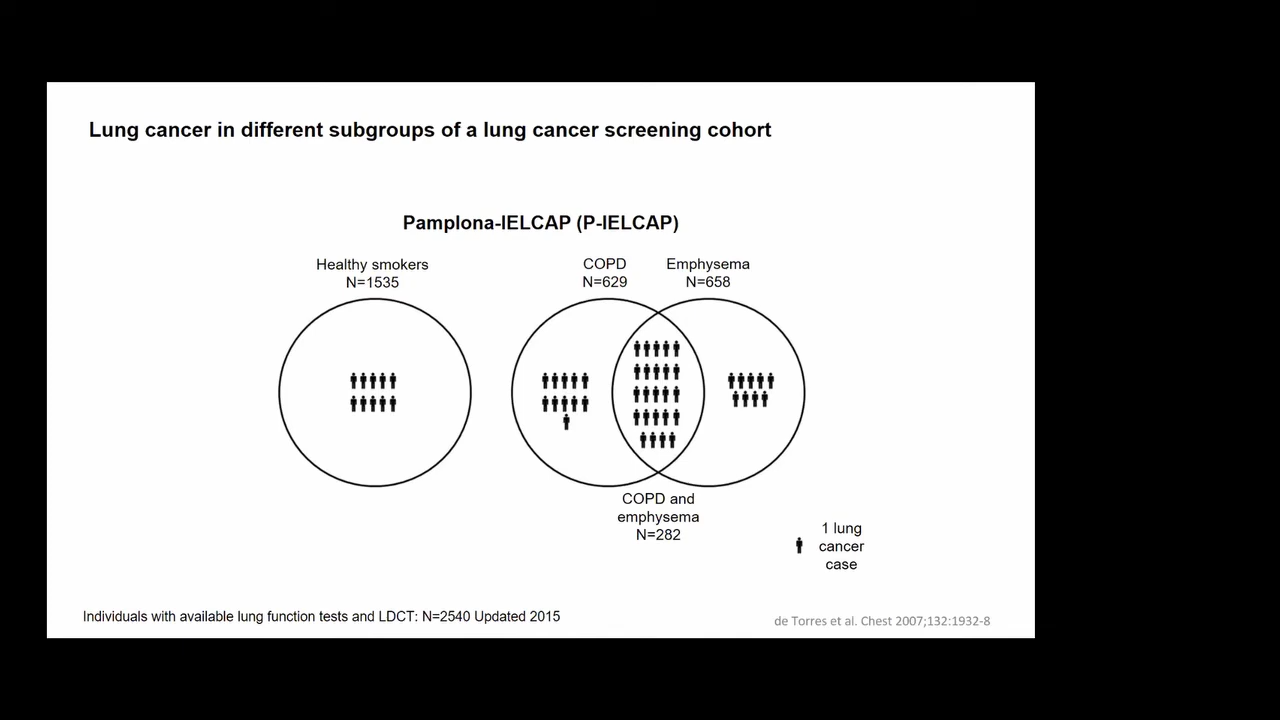 Lung cancer in different subgroups of a lung cancer screening cohort
Pamplona-IELCAP (P-IELCAP)
Healthy smokers
N=1535
COPD
N=629
Emphysema
N=658
COPD and
emphysema
N=282
1 lung
cancer
case
Individuals with available lung function tests and LDCT: N=2540 Updated 2015
de Torres et al. Chest 2007;132:1932-8